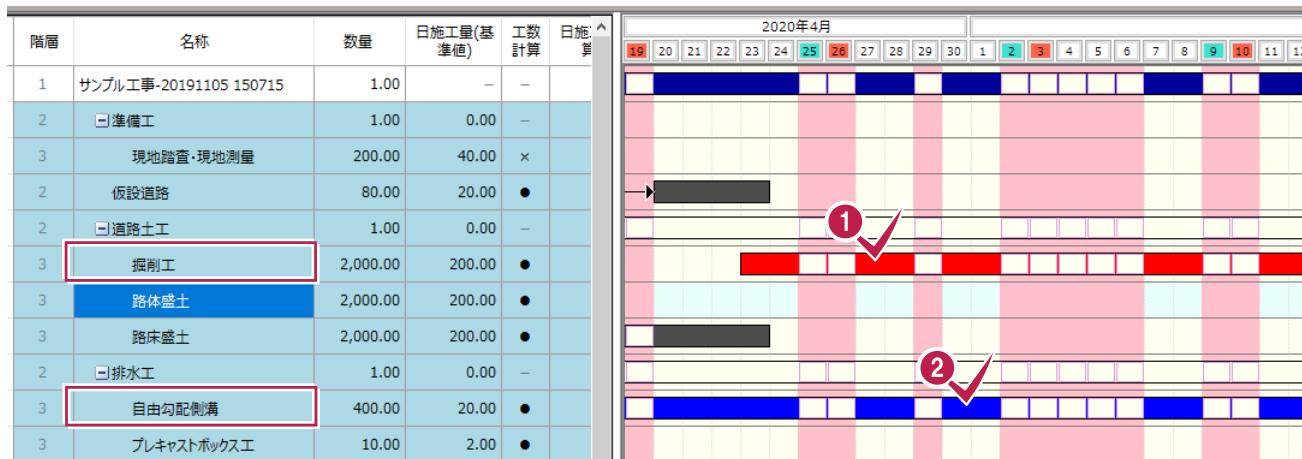 階層 名称 数量 日施工量(基準値) 工数計算 日施工 算
2020年4月
19 20 21 22 23 24 25 26 27 28 29 30 1 2 3 4 5 6 7 8 9 10 11
1 サンプル工事-20191105 150715 1.00 － －
2 準備工 1.00 0.00 －
3 現地踏査・現地測量 200.00 40.00 ×
2 仮設道路 80.00 20.00 ●
2 道路土工 1.00 0.00 －
1
3 掘削工 2,000.00 200.00 ●
3 路体盛土 2,000.00 200.00 ●
3 路床盛土 2,000.00 200.00 ●
2 排水工 1.00 0.00 －
2
3 自由勾配側溝 400.00 20.00 ●
3 プレキャストボックス工 10.00 2.00 ●